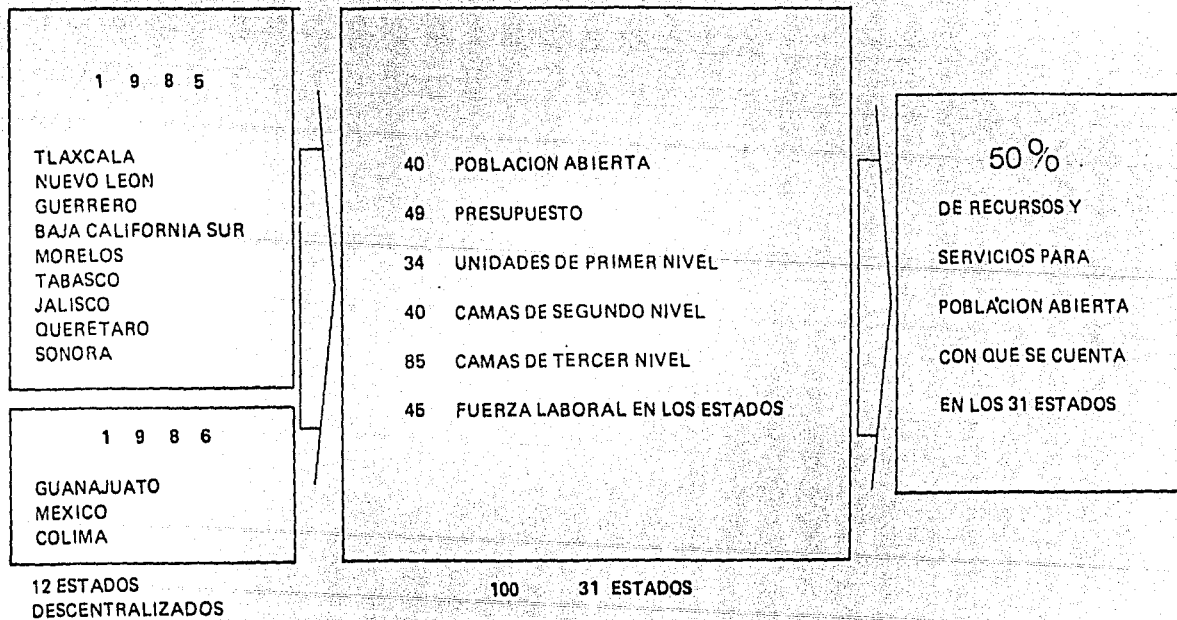 1 9 8 5
TLAXCALA
NUEVO LEON
GUERRERO
BAJA CALIFORNIA SUR
MORELOS
TABASCO
JALISCO
QUERETARO
SONORA
1 9 8 6
GUANAJUATO
MEXICO
COLIMA
12 ESTADOS
DESCENTRALIZADOS
40 POBLACION ABIERTA
49 PRESUPUESTO
34 UNIDADES DE PRIMER NIVEL
40 CAMAS DE SEGUNDO NIVEL
85 CAMAS DE TERCER NIVEL
46 FUERZA LABORAL EN LOS ESTADOS
100 31 ESTADOS
50%
DE RECURSOS Y
SERVICIOS PARA
POBLACION ABIERTA
CON QUE SE CUENTA
EN LOS 31 ESTADOS